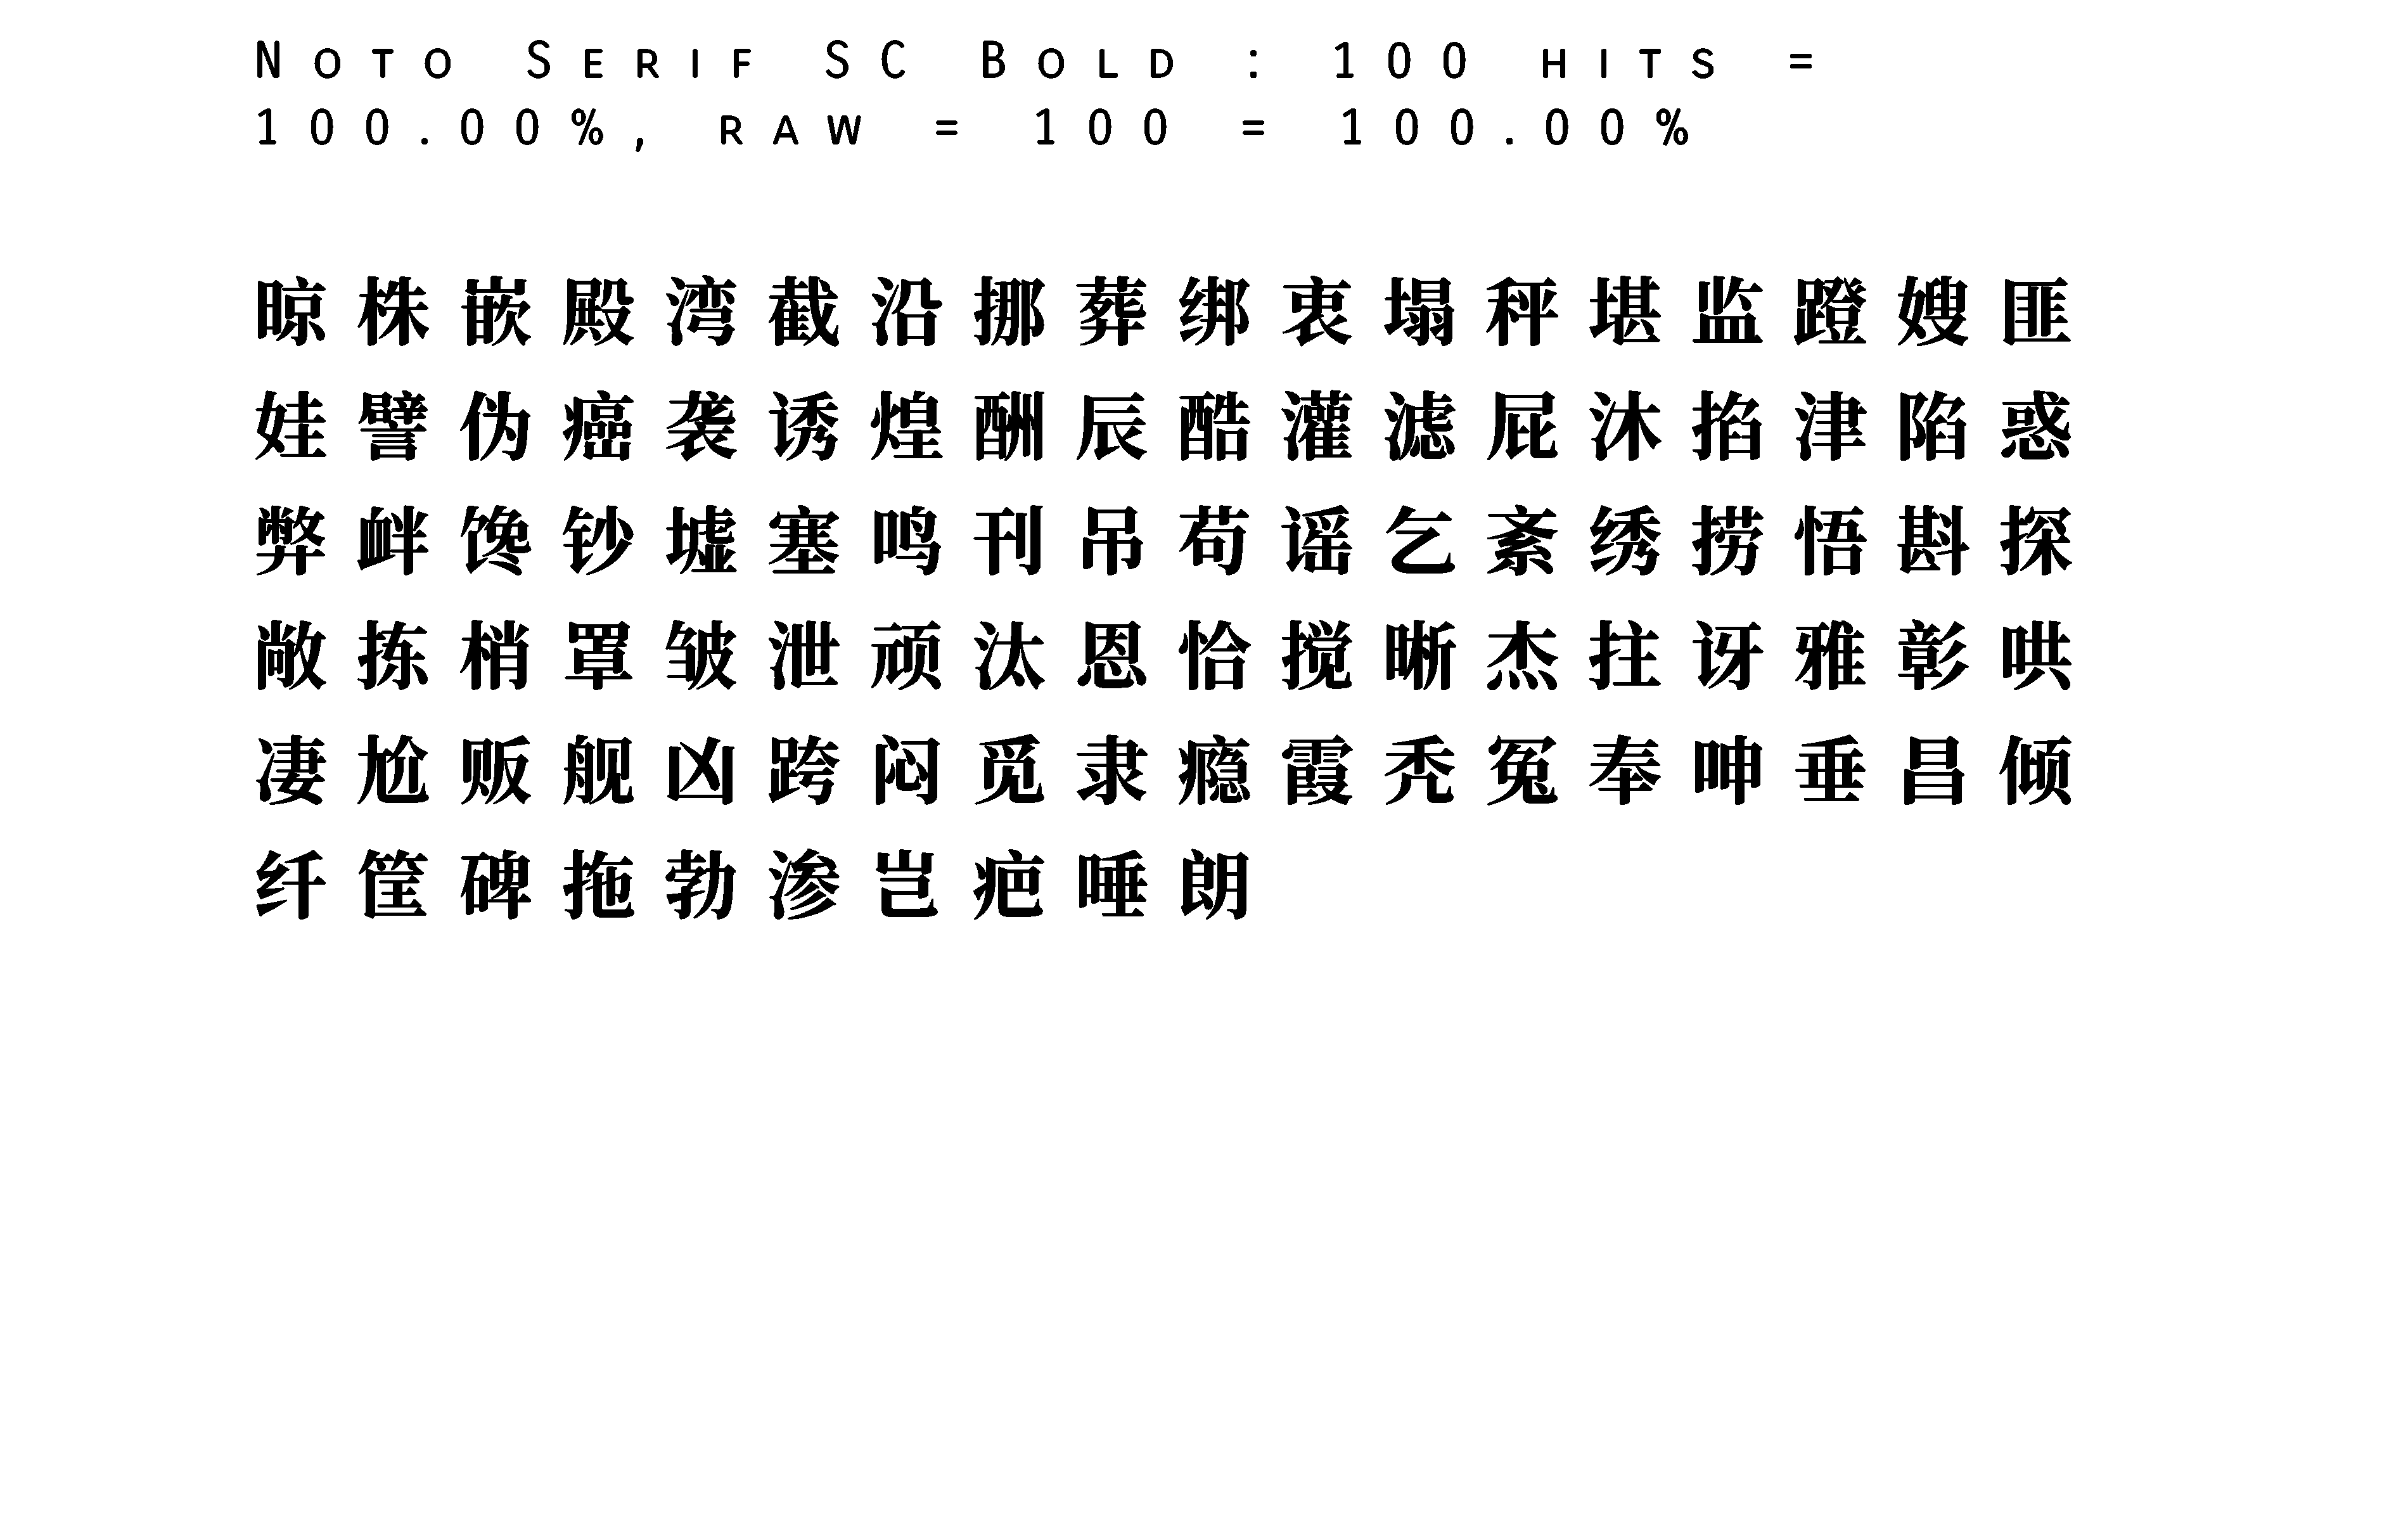 Noto Serif SC Bold : 100 hits =
100.00%, raw = 100 = 100.00%
晾株嵌殿湾截沿挪葬绑衷塌秤堪监蹬嫂匪
娃譬伪癌袭诱煌酬辰酷灌滤屁沐掐津陷惑
弊衅馋钞墟塞鸣刊吊苟谣乞紊绣捞悟斟探
敞拣梢罩皱泄顽汰恩恰搅晰杰拄讶雅彰哄
凄尬贩舰凶跨闷觅隶瘾霞秃冤奉呻垂昌倾
纤筐碑拖勃渗岂疤唾朗